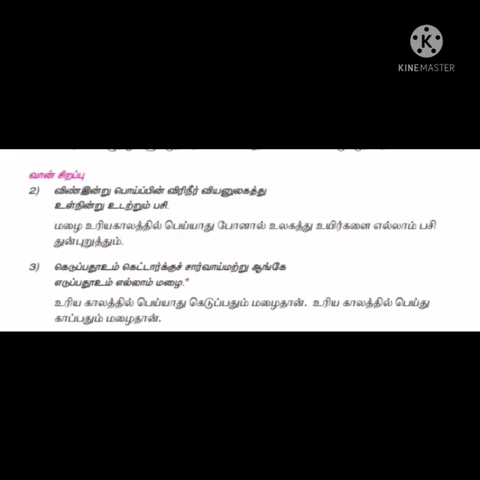 K
KINEMASTER
வான் சிறப்பு
2) விண்இன்று பொய்ப்பின் விரிநீர் வியனுலகத்து
உள்நின்று உடற்றும் பசி.
மழை உரியகாலத்தில் பெய்யாது போனால் உலகத்து உயிர்களை எல்லாம் பசி
துன்புறுத்தும்.
3) கெடுப்பதூஉம் கெட்டார்க்குச் சார்வாய்மற்று ஆங்கே
எடுப்பதூஉம் எல்லாம் மழை.*
உரிய காலத்தில் பெய்யாது கெடுப்பதும் மழைதான். உரிய காலத்தில் பெய்து
காப்பதும் மழைதான்.